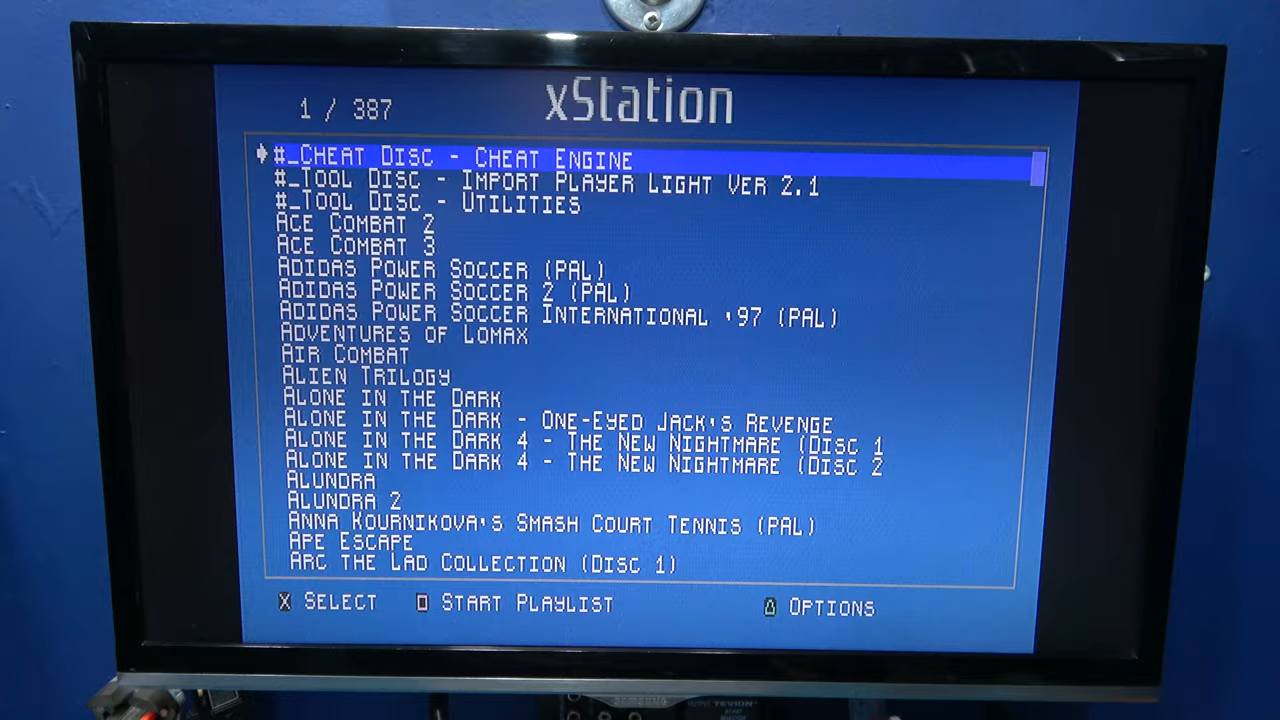 xStation
1 / 387
#_Cheat Disc - Cheat Engine
#_Tool Disc - Import Player Light Ver 2.1
#_Tool Disc - Utilities
Ace Combat 2
Ace Combat 3
Adidas Power Soccer (PAL)
Adidas Power Soccer 2 (PAL)
Adidas Power Soccer International '97 (PAL)
Adventures of Lomax
Air Combat
Alien Trilogy
Alone in the Dark
Alone in the Dark - One-Eyed Jack's Revenge
Alone in the Dark 4 - The New Nightmare (Disc 1
Alone in the Dark 4 - The New Nightmare (Disc 2
Alundra
Alundra 2
Anna Kournikova's Smash Court Tennis (PAL)
Ape Escape
Arc the Lad Collection (Disc 1)
X Select □ Start Playlist △ Options
SAMSUNG TEVION